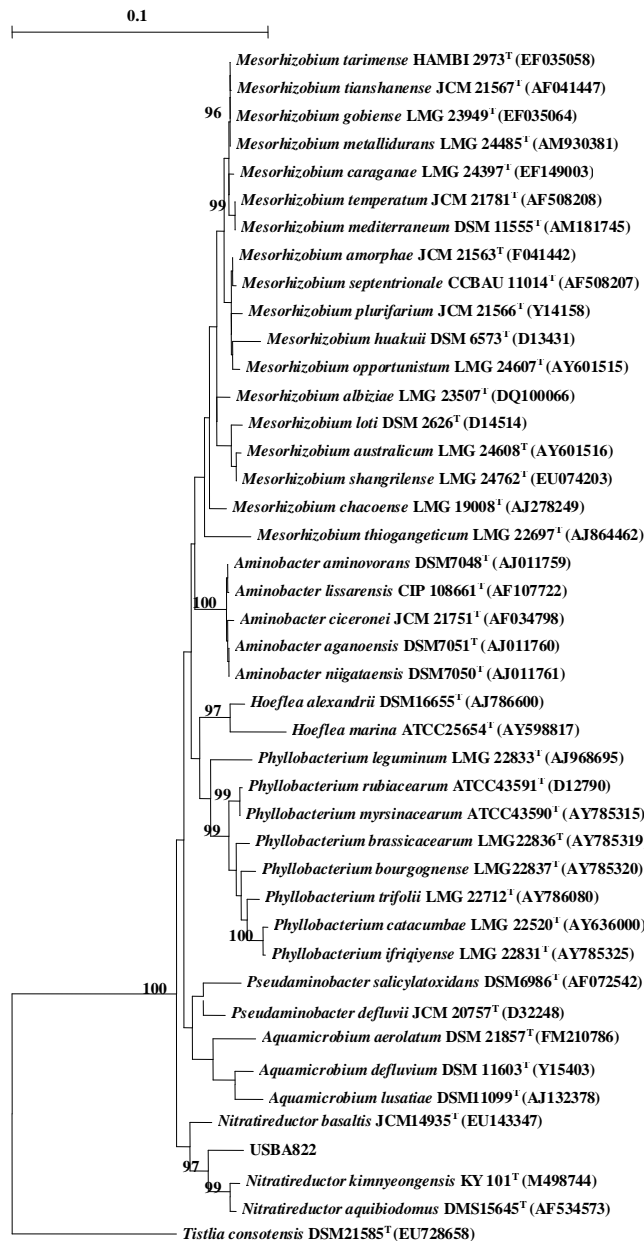 0.1
Mesorhizobium tarimense HAMBI 2973T (EF035058)
Mesorhizobium tianshanense JCM 21567T (AF041447)
96 Mesorhizobium gobiense LMG 23949T (EF035064)
Mesorhizobium metallidurans LMG 24485T (AM930381)
Mesorhizobium caraganae LMG 24397T (EF149003)
99 Mesorhizobium temperatum JCM 21781T (AF508208)
Mesorhizobium mediterraneum DSM 11555T (AM181745)
Mesorhizobium amorphae JCM 21563T (F041442)
Mesorhizobium septentrionale CCBAU 11014T (AF508207)
Mesorhizobium plurifarium JCM 21566T (Y14158)
Mesorhizobium huakuii DSM 6573T (D13431)
Mesorhizobium opportunistum LMG 24607T (AY601515)
Mesorhizobium albiziae LMG 23507T (DQ100066)
Mesorhizobium loti DSM 2626T (D14514)
Mesorhizobium australicum LMG 24608T (AY601516)
Mesorhizobium shangrilense LMG 24762T (EU074203)
Mesorhizobium chacoense LMG 19008T (AJ278249)
Mesorhizobium thiogangeticum LMG 22697T (AJ864462)
Aminobacter aminovorans DSM7048T (AJ011759)
Aminobacter lissarensis CIP 108661T (AF107722)
100
Aminobacter ciceronei JCM 21751T (AF034798)
Aminobacter aganoensis DSM7051T (AJ011760)
Aminobacter niigataensis DSM7050T (AJ011761)
Hoeflea alexandrii DSM16655T (AJ786600)
97
Hoeflea marina ATCC25654T (AY598817)
Phyllobacterium leguminum LMG 22833T (AJ968695)
Phyllobacterium rubiacearum ATCC43591T (D12790)
99
Phyllobacterium myrsinacearum ATCC43590T (AY785315)
99
Phyllobacterium brassicacearum LMG22836T (AY785319
Phyllobacterium bourgognense LMG22837T (AY785320)
Phyllobacterium trifolii LMG 22712T (AY786080)
Phyllobacterium catacumbae LMG 22520T (AY636000)
100
Phyllobacterium ifriqiyense LMG 22831T (AY785325)
Pseudaminobacter salicylatoxidans DSM6986T (AF072542)
100
Pseudaminobacter defluvii JCM 20757T (D32248)
Aquamicrobium aerolatum DSM 21857T (FM210786)
Aquamicrobium defluvium DSM 11603T (Y15403)
Aquamicrobium lusatiae DSM11099T (AJ132378)
Nitratireductor basaltis JCM14935T (EU143347)
USBA822
97
Nitratireductor kimnyeongensis KY 101T (M498744)
99
Nitratireductor aquibiodomus DMS15645T (AF534573)
Tistlia consotensis DSM21585T (EU728658)